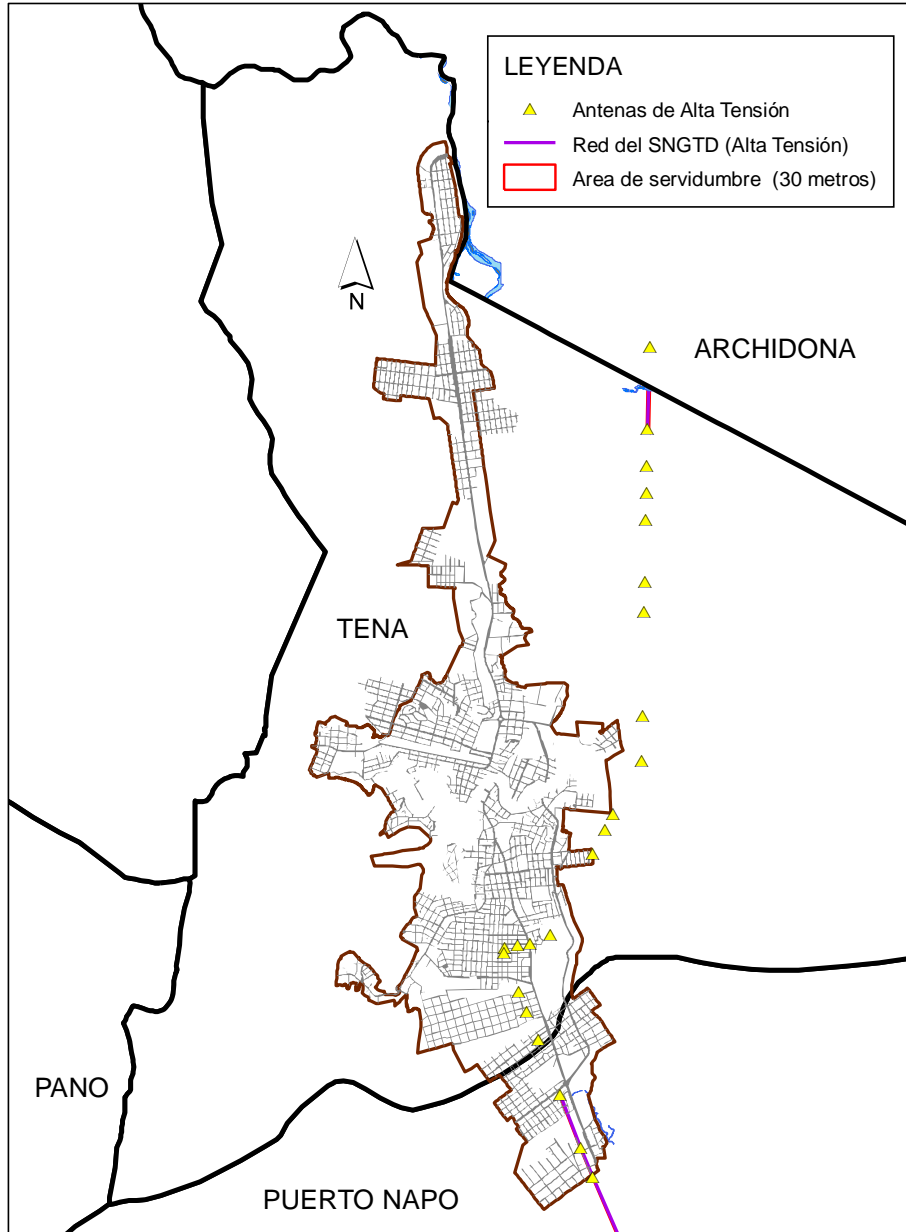 LEYENDA
Antenas de Alta Tensión
Red del SNGTD (Alta Tensión)
Area de servidumbre (30 metros)
N
ARCHIDONA
TENA
PANO
PUERTO NAPO